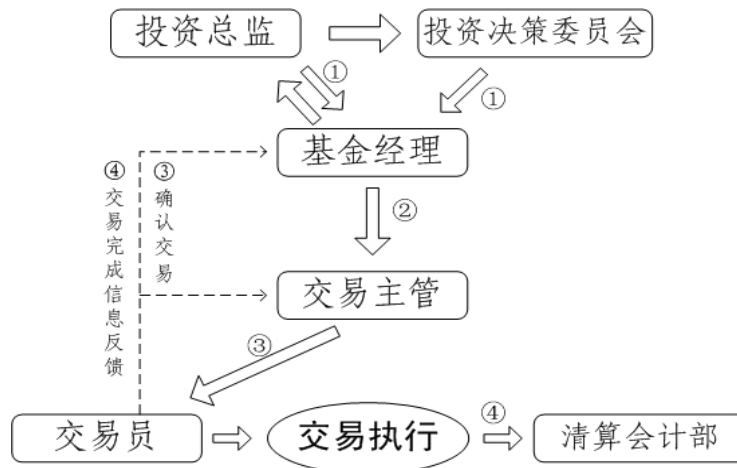 投资总监
投资决策委员会
①
①
基金经理
④交易完成信息反馈
③确认交易
②
交易主管
③
交易员
交易执行
④
清算会计部